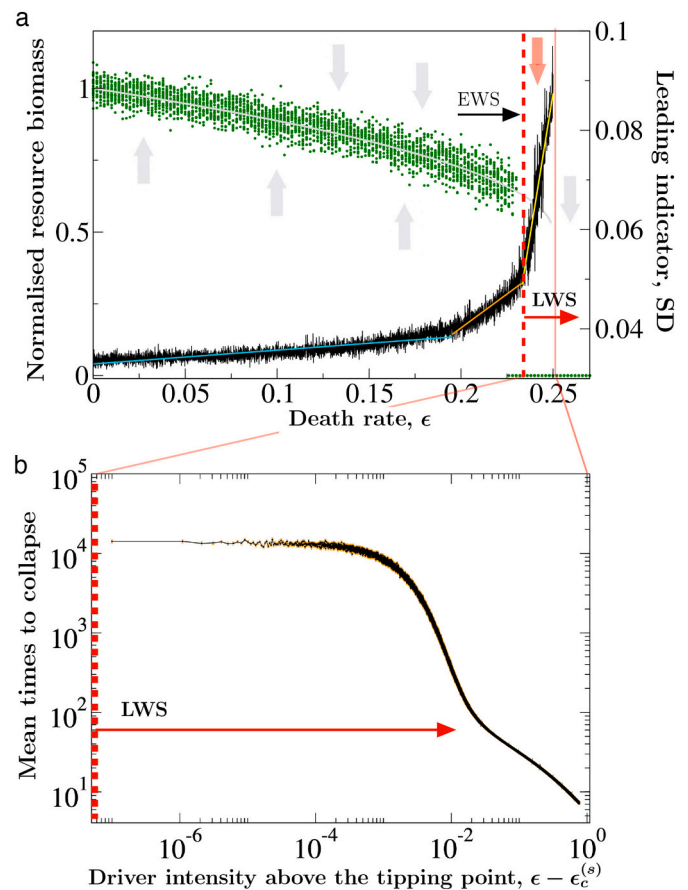 a
Normalised resource biomass
1
0.5
0
0.1
0.08
0.06
0.04
Leading indicator, SD
EWS
LWS
0 0.05 0.1 0.15 0.2 0.25
Death rate, ϵ
b
Mean times to collapse
10^5
10^4
10^3
10^2
10^1
LWS
10^-6 10^-4 10^-2 10^0
Driver intensity above the tipping point, ϵ − ϵ_c^(s)